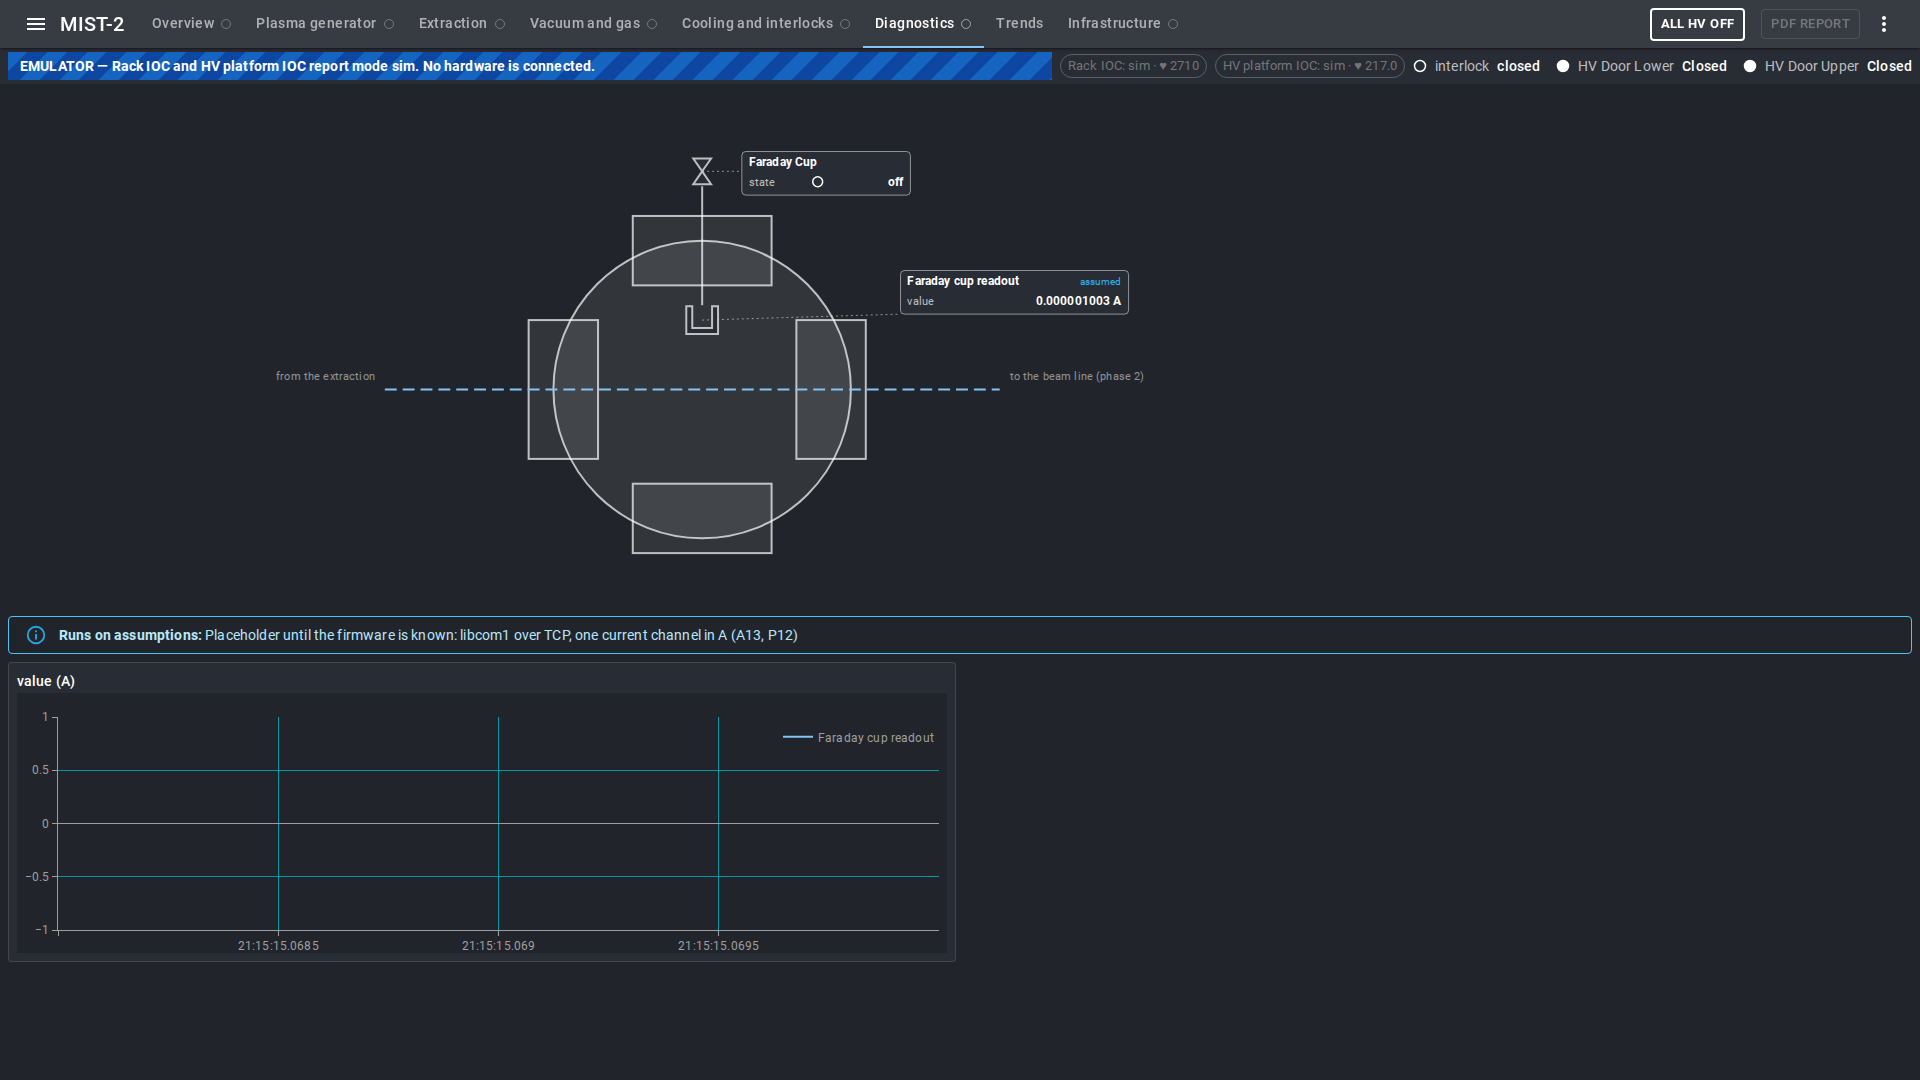 MIST-2
Overview
Plasma generator
Extraction
Vacuum and gas
Cooling and interlocks
Diagnostics
Trends
Infrastructure
ALL HV OFF
PDF REPORT
EMULATOR — Rack IOC and HV platform IOC report mode sim. No hardware is connected.
Rack IOC: sim · ♥ 2710
HV platform IOC: sim · ♥ 217.0
interlock closed
HV Door Lower Closed
HV Door Upper Closed
Faraday Cup
state off
Faraday cup readout assumed
value 0.000001003 A
from the extraction
to the beam line (phase 2)
Runs on assumptions: Placeholder until the firmware is known: libcom1 over TCP, one current channel in A (A13, P12)
value (A)
1
Faraday cup readout
0.5
0
−0.5
−1
21:15:15.0685
21:15:15.069
21:15:15.0695